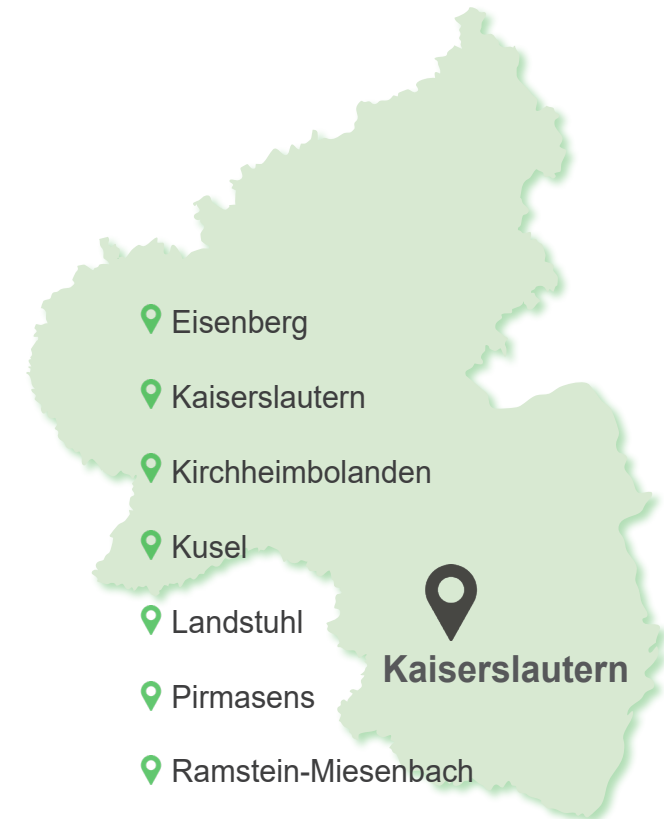 Eisenberg
Kaiserslautern
Kirchheimbolanden
Kusel
Landstuhl
Kaiserslautern
Pirmasens
Ramstein-Miesenbach